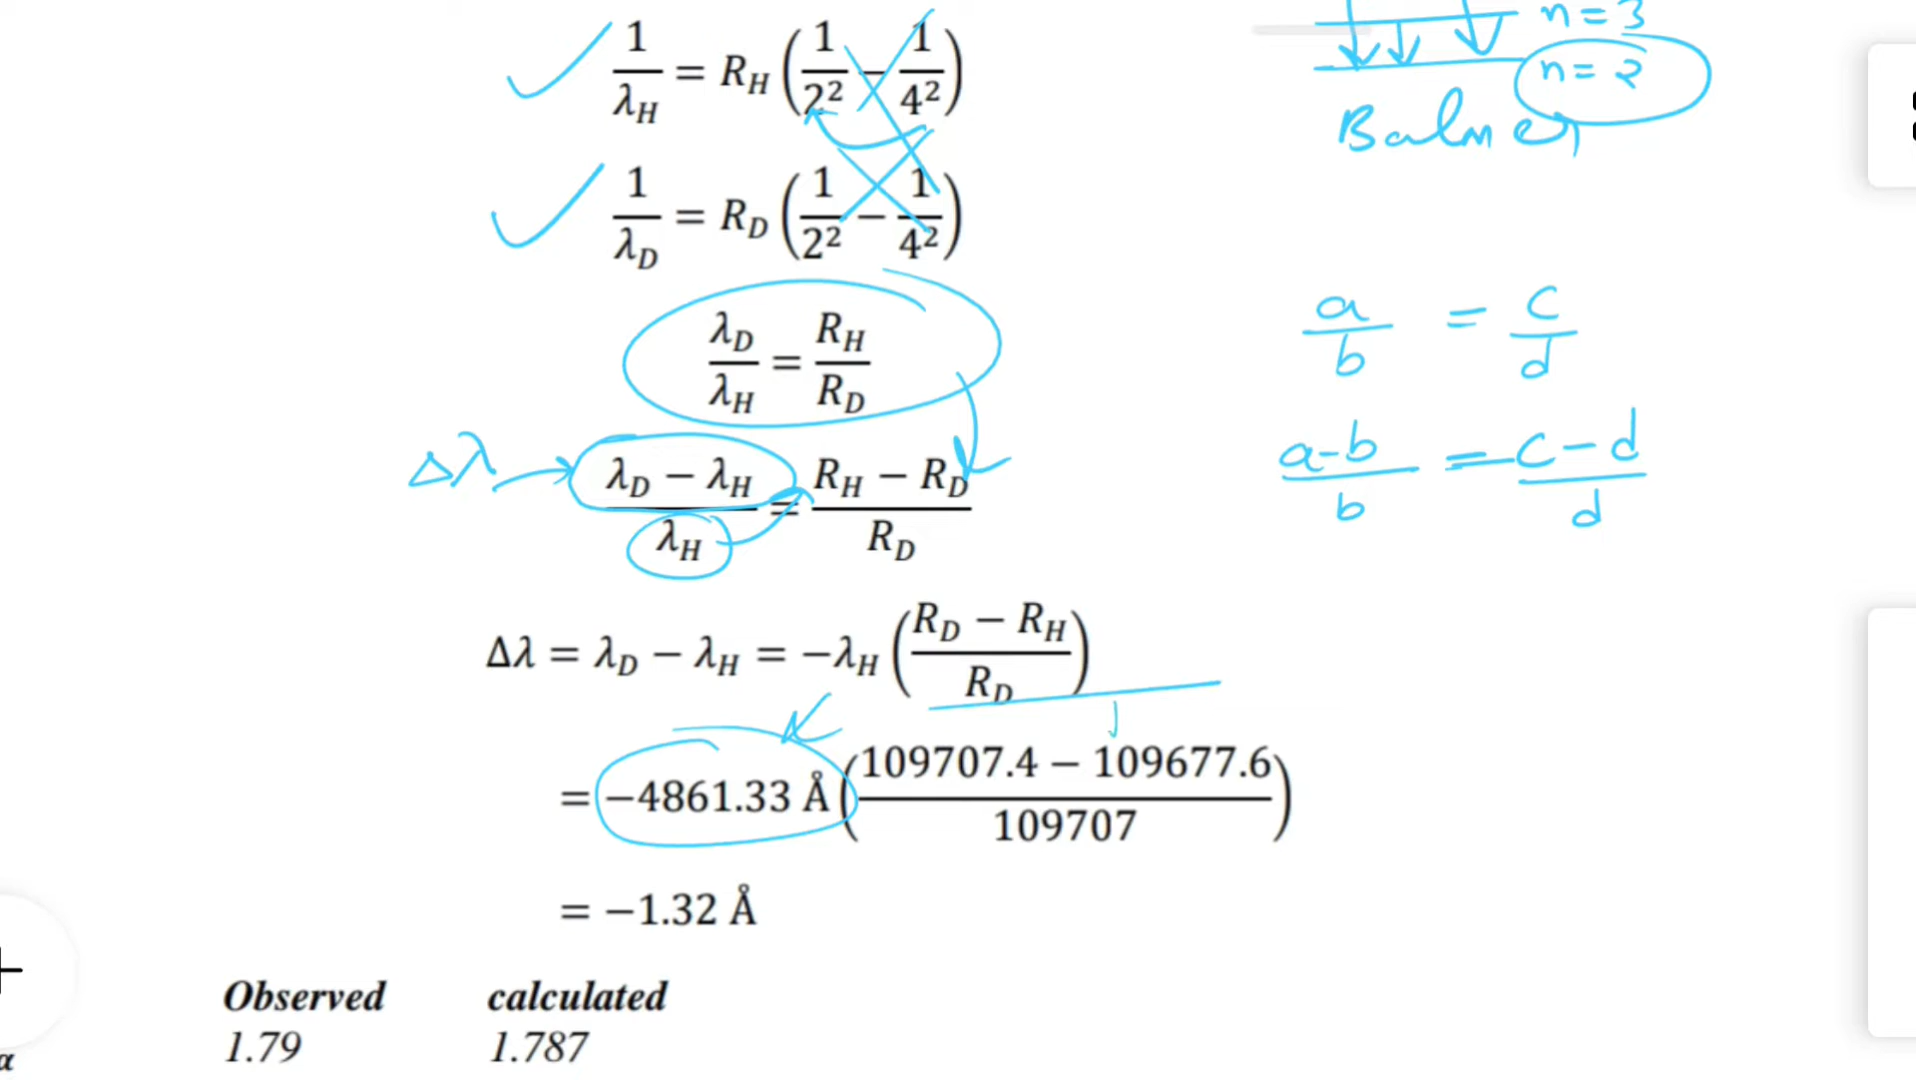 1/λ_H = R_H (1/2² − 1/4²)
n = 3
n = 2
Balmer
1/λ_D = R_D (1/2² − 1/4²)
λ_D/λ_H = R_H/R_D
a/b = c/d
Δλ
(λ_D − λ_H)/λ_H = (R_H − R_D)/R_D
(a-b)/b = (c-d)/d
Δλ = λ_D − λ_H = −λ_H ((R_D − R_H)/R_D)
= −4861.33 Å ((109707.4 − 109677.6)/109707)
= −1.32 Å
Observed calculated
1.79 1.787
α